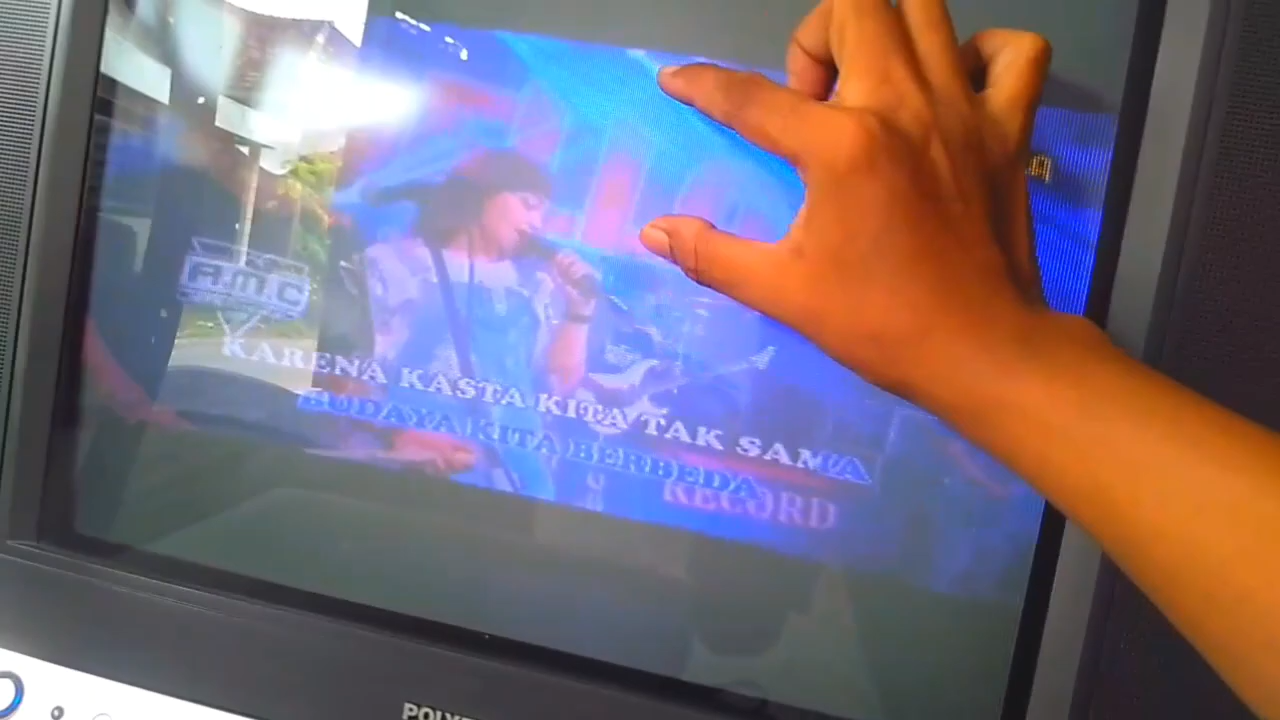 A.M.C
KARENA KASTA KITA TAK SAMA
BUDAYA KITA BERBEDA
RECORD